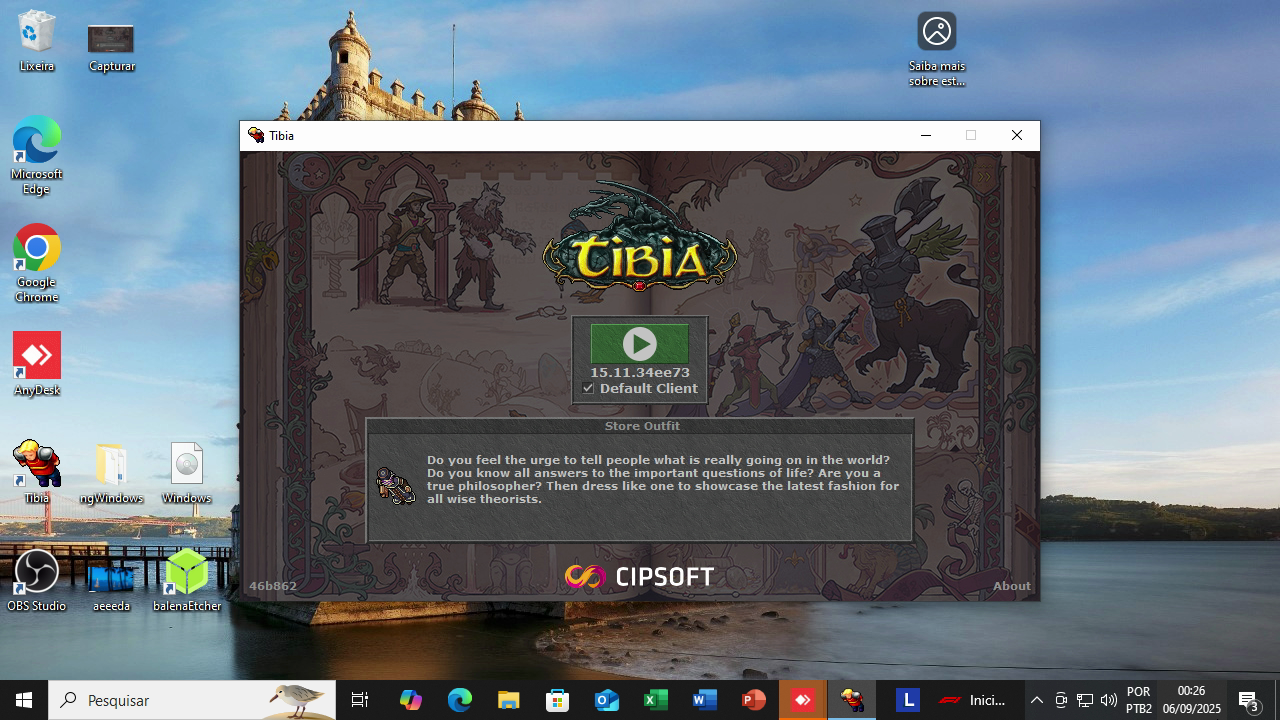 Lixeira
Capturar
Saiba mais
sobre est...
Microsoft
Edge
Google
Chrome
AnyDesk
Tibia
ngWindows
Windows
OBS Studio
aeeeda
balenaEtcher
Tibia
TIBIA
15.11.34ee73
Default Client
Store Outfit
Do you feel the urge to tell people what is really going on in the world?
Do you know all answers to the important questions of life? Are you a
true philosopher? Then dress like one to showcase the latest fashion for
all wise theorists.
46b862
CIPSOFT
About
Pesquisar
L
Inici...
POR
PTB2
06/09/2025
3